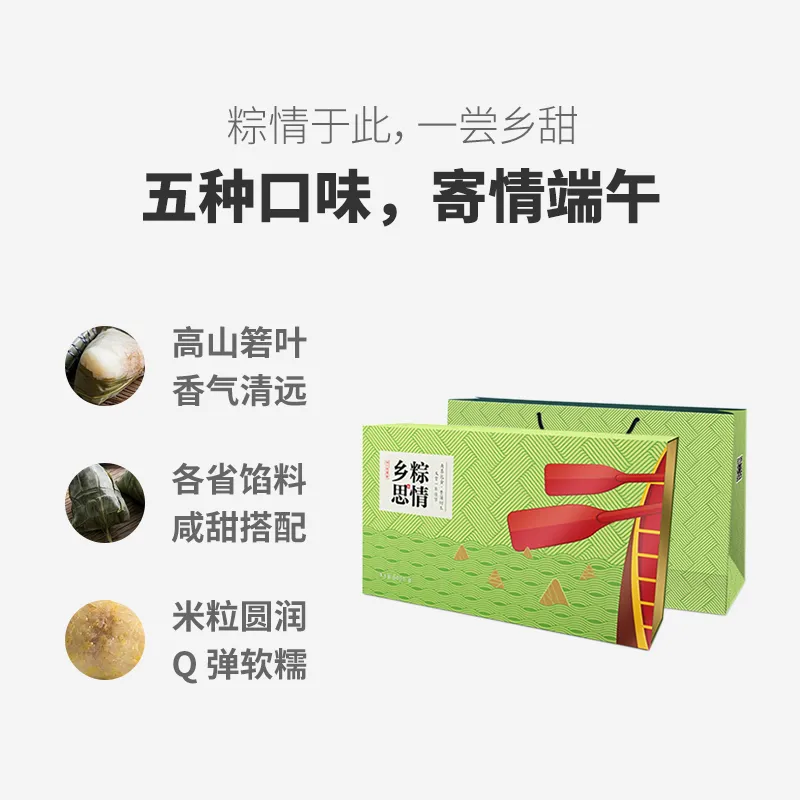 粽情于此，一尝乡甜
五种口味，寄情端午
高山箬叶
香气清远
各省馅料
咸甜搭配
米粒圆润
Q 弹软糯
乡思
粽情